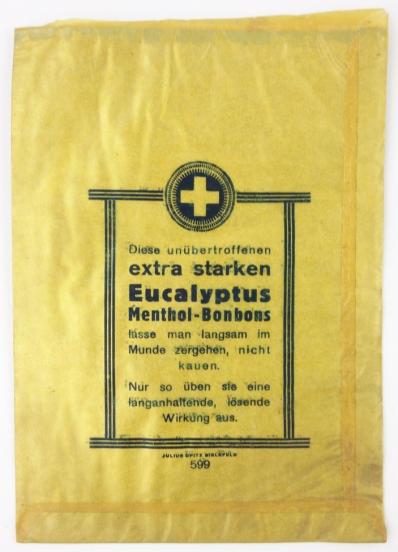 Diese unübertroffenen
extra starken
Eucalyptus
Menthol-Bonbons
lasse man langsam im
Munde zergehen, nicht
kauen.
Nur so üben sie eine
langanhaltende, lösende
Wirkung aus.
JULIUS OPITZ BIELEFELD
599